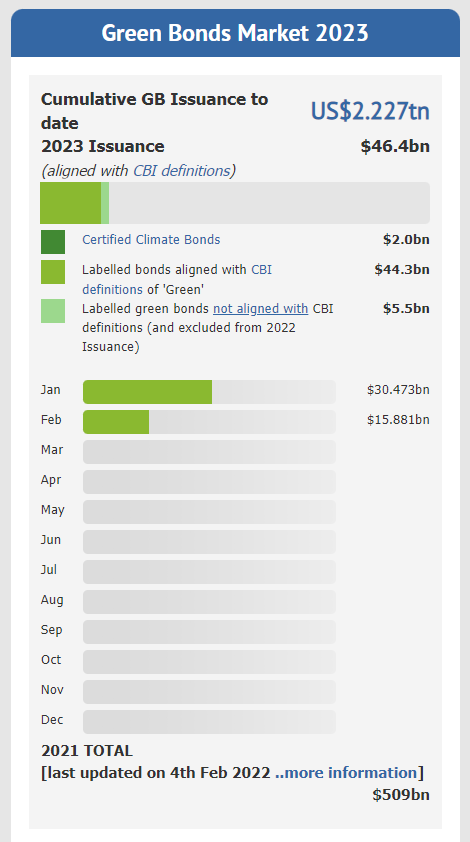 Green Bonds Market 2023
Cumulative GB Issuance to
date
US$2.227tn
2023 Issuance $46.4bn
(aligned with CBI definitions)
Certified Climate Bonds $2.0bn
Labelled bonds aligned with CBI $44.3bn
definitions of 'Green'
Labelled green bonds not aligned with CBI $5.5bn
definitions (and excluded from 2022
Issuance)
Jan $30.473bn
Feb $15.881bn
Mar
Apr
May
Jun
Jul
Aug
Sep
Oct
Nov
Dec
2021 TOTAL
[last updated on 4th Feb 2022 ..more information]
$509bn